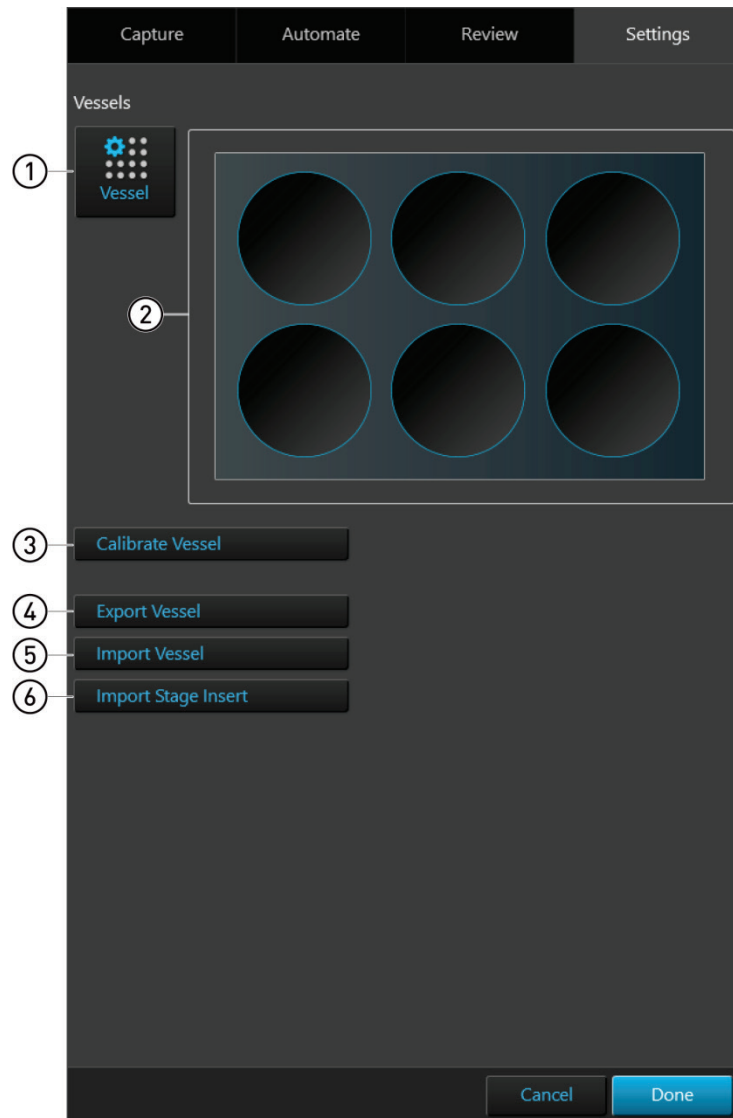 Capture Automate Review Settings
Vessels
1 Vessel
2
3 Calibrate Vessel
4 Export Vessel
5 Import Vessel
6 Import Stage Insert
Cancel Done